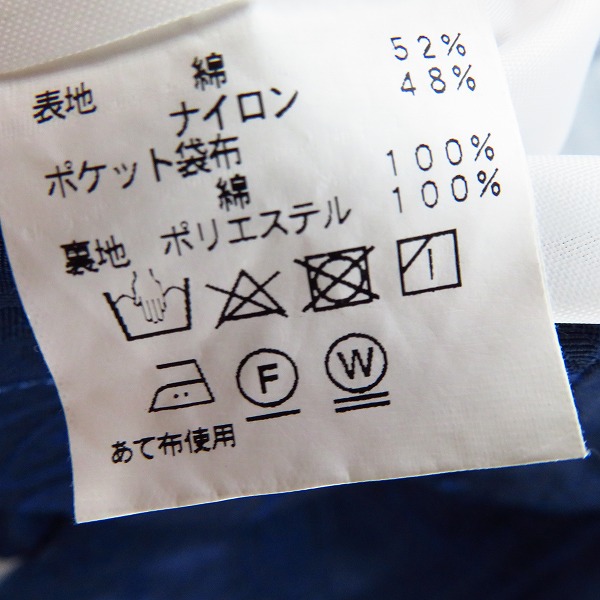 表地 綿 52%
ナイロン 48%
ポケット袋布
綿 100%
裏地 ポリエステル 100%
F W
あて布使用